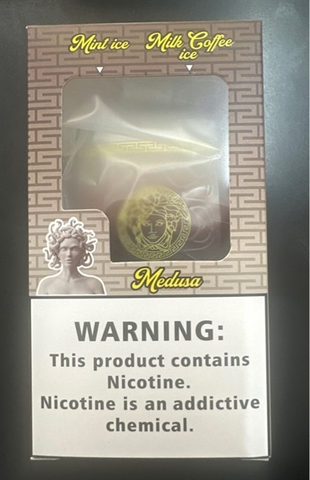 Mint ice
Milk Coffee
ice
Medusa
WARNING:
This product contains
Nicotine.
Nicotine is an addictive
chemical.